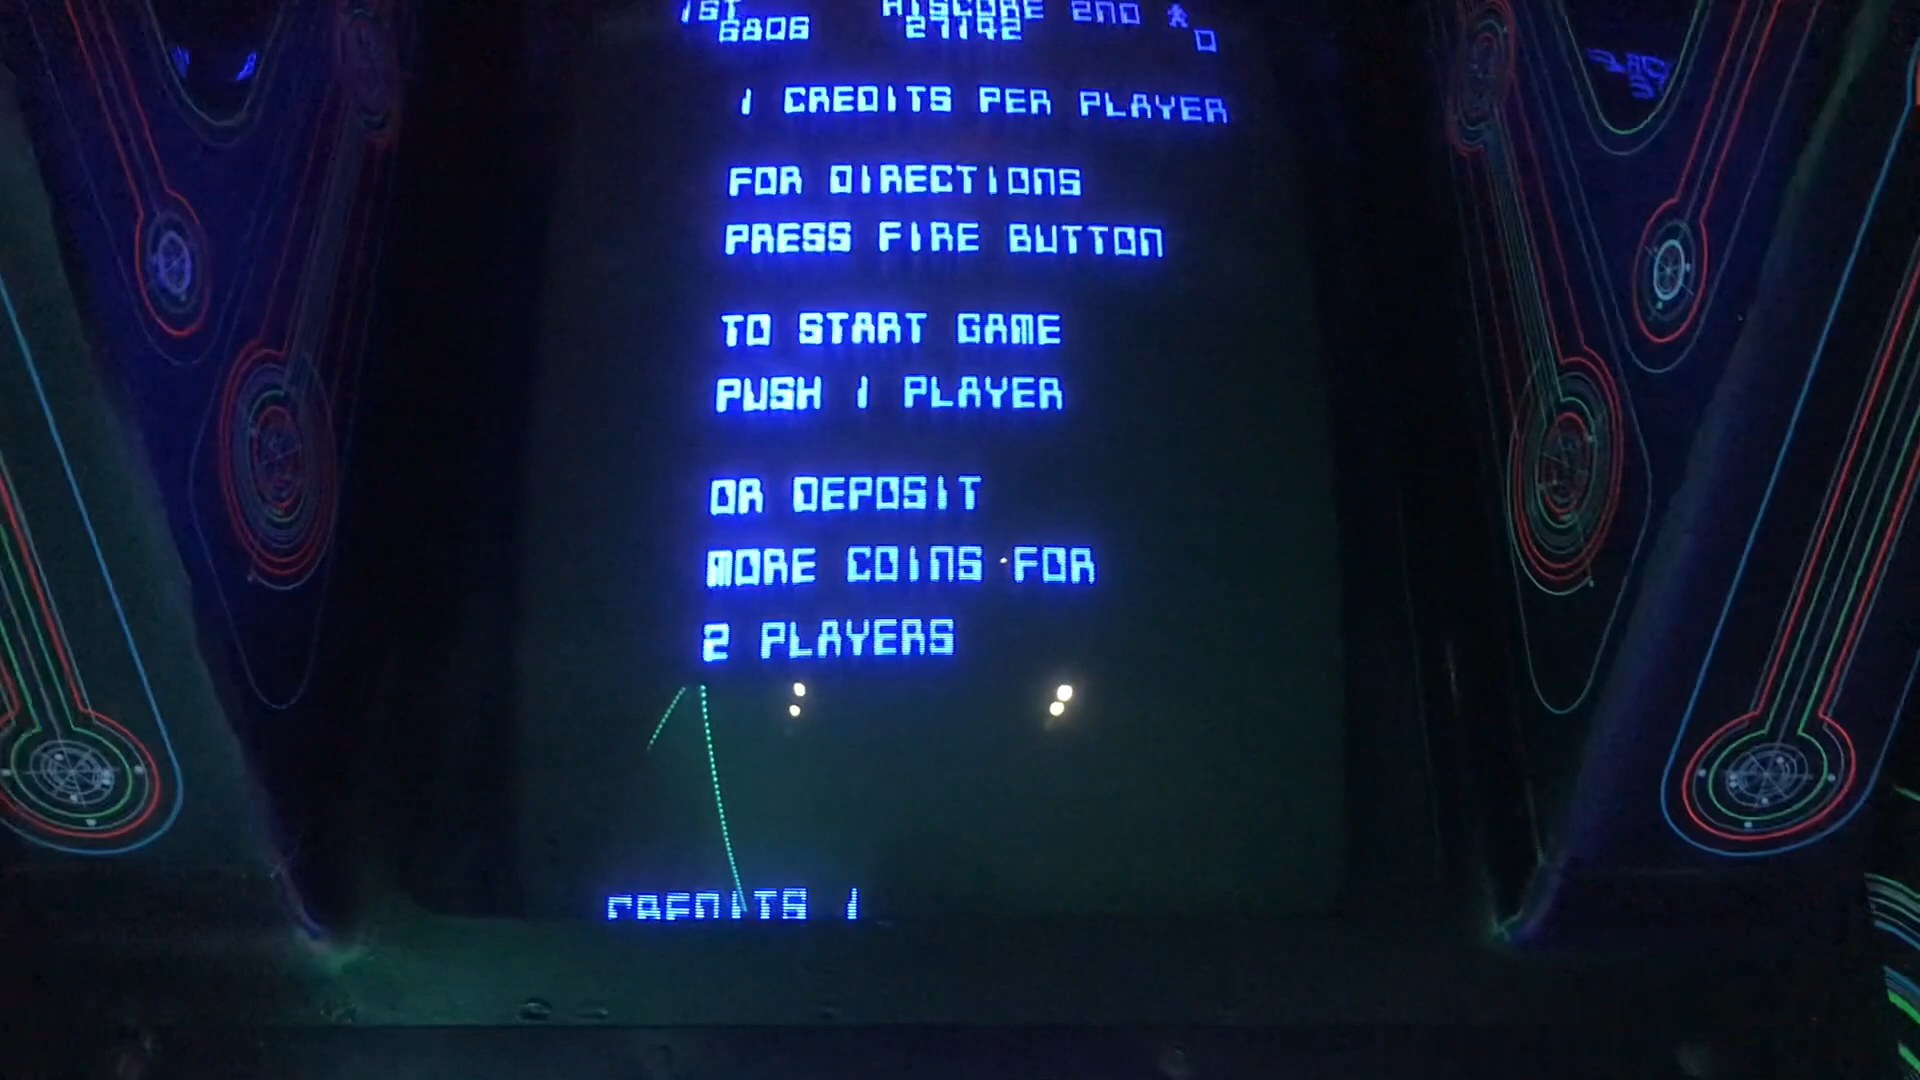 1ST HISCORE 2ND
6806 27142 0
1 CREDITS PER PLAYER
FOR DIRECTIONS
PRESS FIRE BUTTON
TO START GAME
PUSH 1 PLAYER
OR DEPOSIT
MORE COINS FOR
2 PLAYERS
CREDITS 1